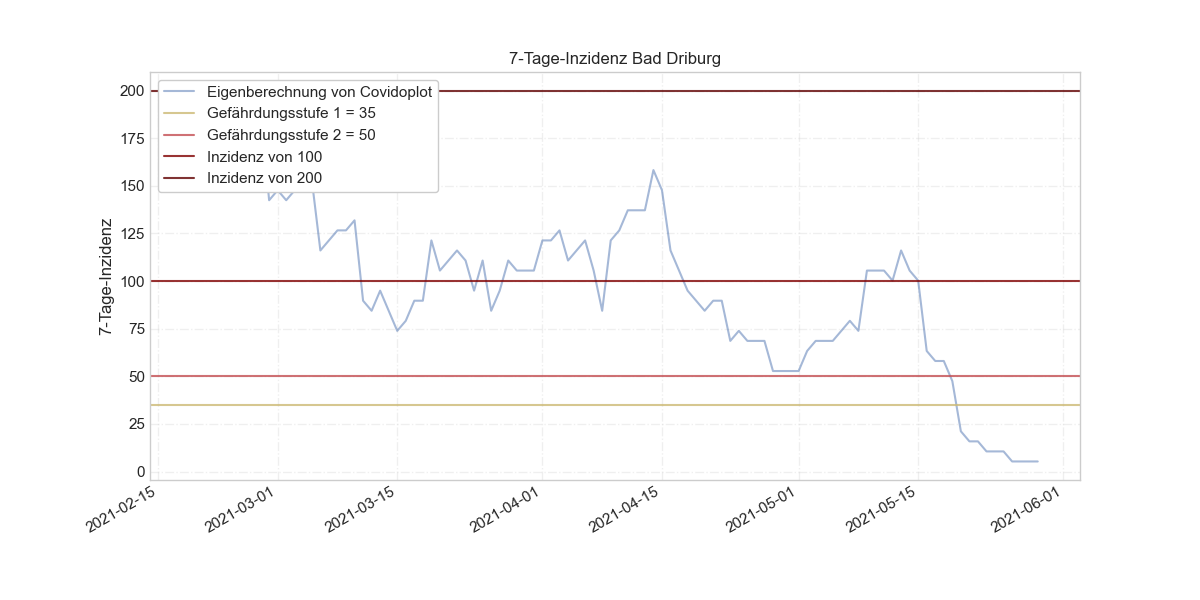 7-Tage-Inzidenz Bad Driburg
200
175
150
125
100
75
50
25
0
7-Tage-Inzidenz
Eigenberechnung von Covidoplot
Gefährdungsstufe 1 = 35
Gefährdungsstufe 2 = 50
Inzidenz von 100
Inzidenz von 200
2021-02-15
2021-03-01
2021-03-15
2021-04-01
2021-04-15
2021-05-01
2021-05-15
2021-06-01